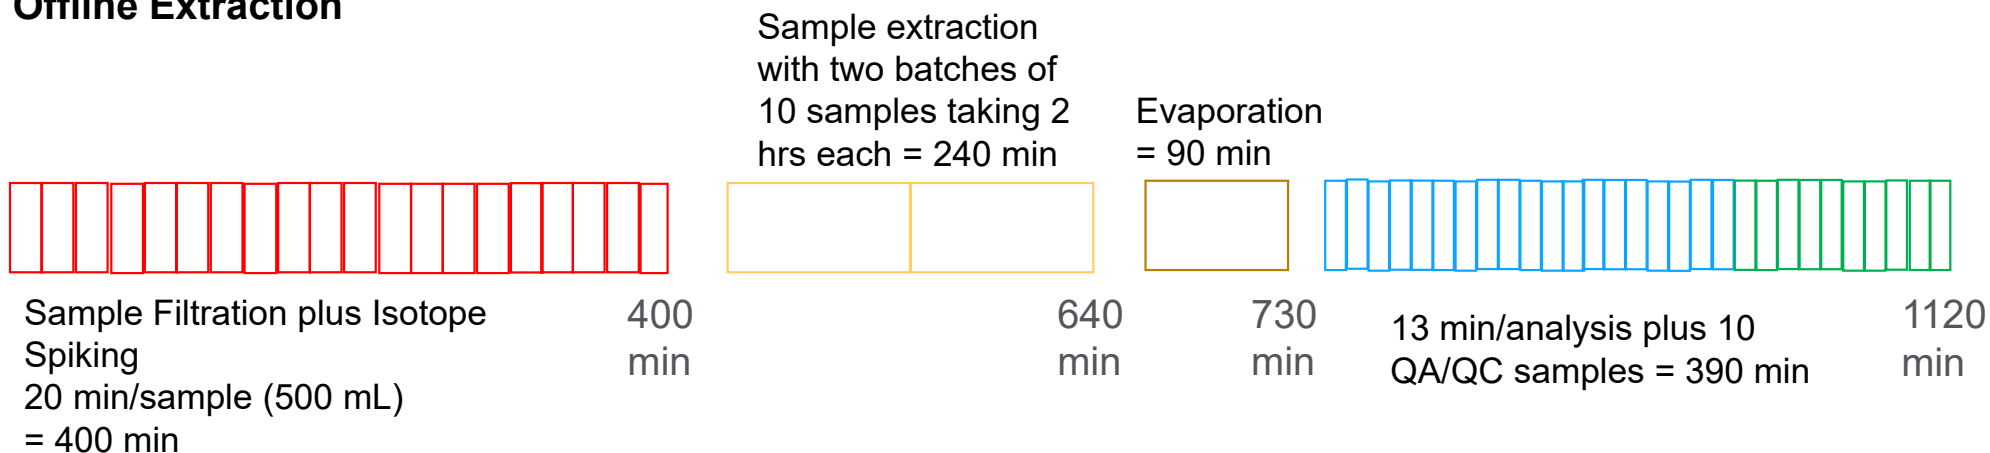 Offline Extraction
Sample extraction
with two batches of
10 samples taking 2
hrs each = 240 min
Evaporation
= 90 min
Sample Filtration plus Isotope
Spiking
20 min/sample (500 mL)
= 400 min
400
min
640
min
730
min
13 min/analysis plus 10
QA/QC samples = 390 min
1120
min